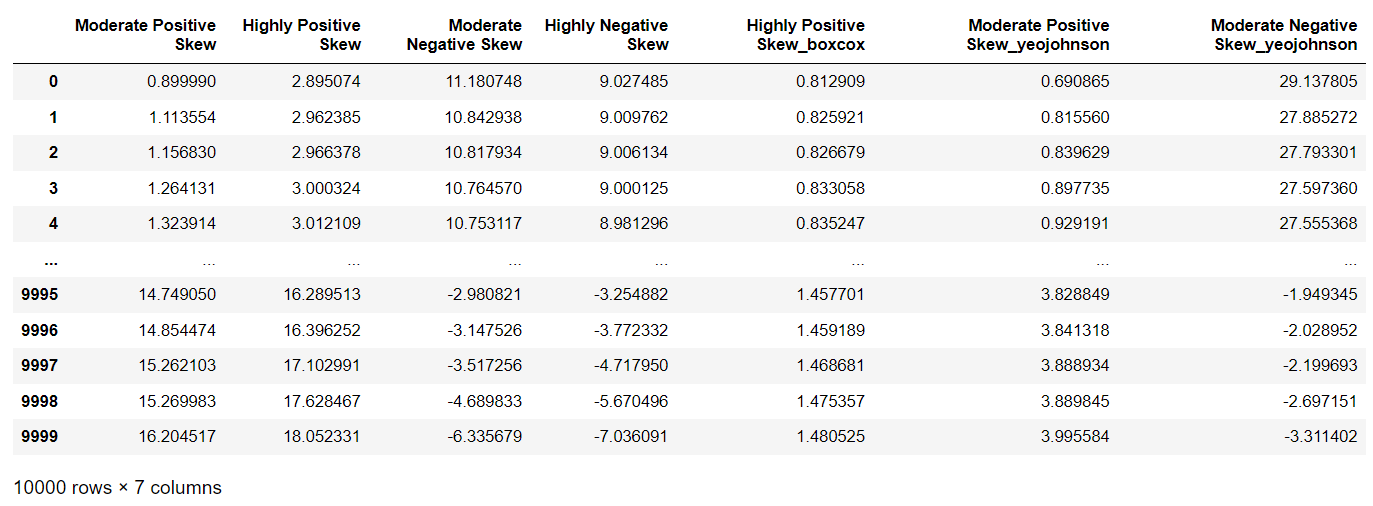 Moderate Positive Skew Highly Positive Skew Moderate Negative Skew Highly Negative Skew Highly Positive Skew_boxcox Moderate Positive Skew_yeojohnson Moderate Negative Skew_yeojohnson
0 0.899990 2.895074 11.180748 9.027485 0.812909 0.690865 29.137805
1 1.113554 2.962385 10.842938 9.009762 0.825921 0.815560 27.885272
2 1.156830 2.966378 10.817934 9.006134 0.826679 0.839629 27.793301
3 1.264131 3.000324 10.764570 9.000125 0.833058 0.897735 27.597360
4 1.323914 3.012109 10.753117 8.981296 0.835247 0.929191 27.555368
... ... ... ... ... ... ... ...
9995 14.749050 16.289513 -2.980821 -3.254882 1.457701 3.828849 -1.949345
9996 14.854474 16.396252 -3.147526 -3.772332 1.459189 3.841318 -2.028952
9997 15.262103 17.102991 -3.517256 -4.717950 1.468681 3.888934 -2.199693
9998 15.269983 17.628467 -4.689833 -5.670496 1.475357 3.889845 -2.697151
9999 16.204517 18.052331 -6.335679 -7.036091 1.480525 3.995584 -3.311402
10000 rows × 7 columns